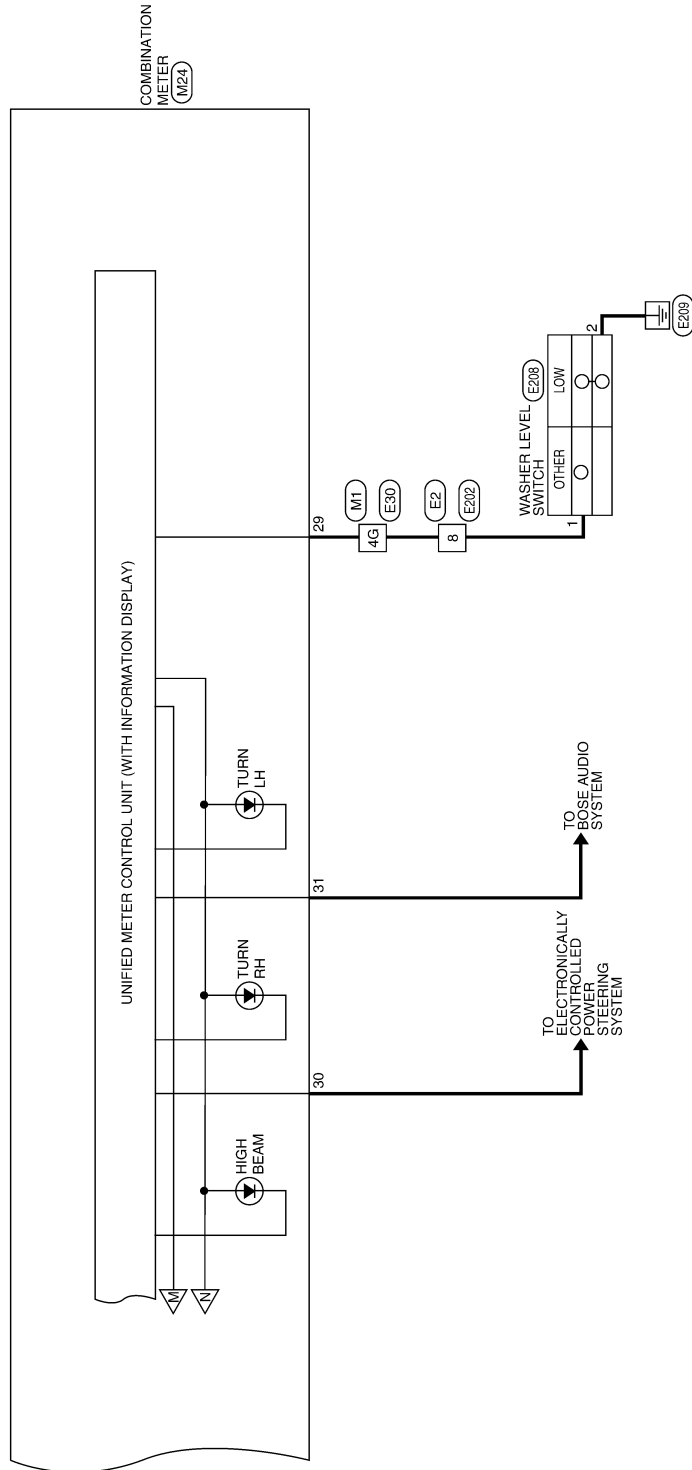 COMBINATION
METER
M24
UNIFIED METER CONTROL UNIT (WITH INFORMATION DISPLAY)
M
N
HIGH
BEAM
TURN
RH
TURN
LH
30
31
29
TO
ELECTRONICALLY
CONTROLLED
POWER
STEERING
SYSTEM
TO
BOSE AUDIO
SYSTEM
4G
M1
E30
8
E2
E202
WASHER LEVEL
SWITCH
E208
OTHER
LOW
1
2
E209